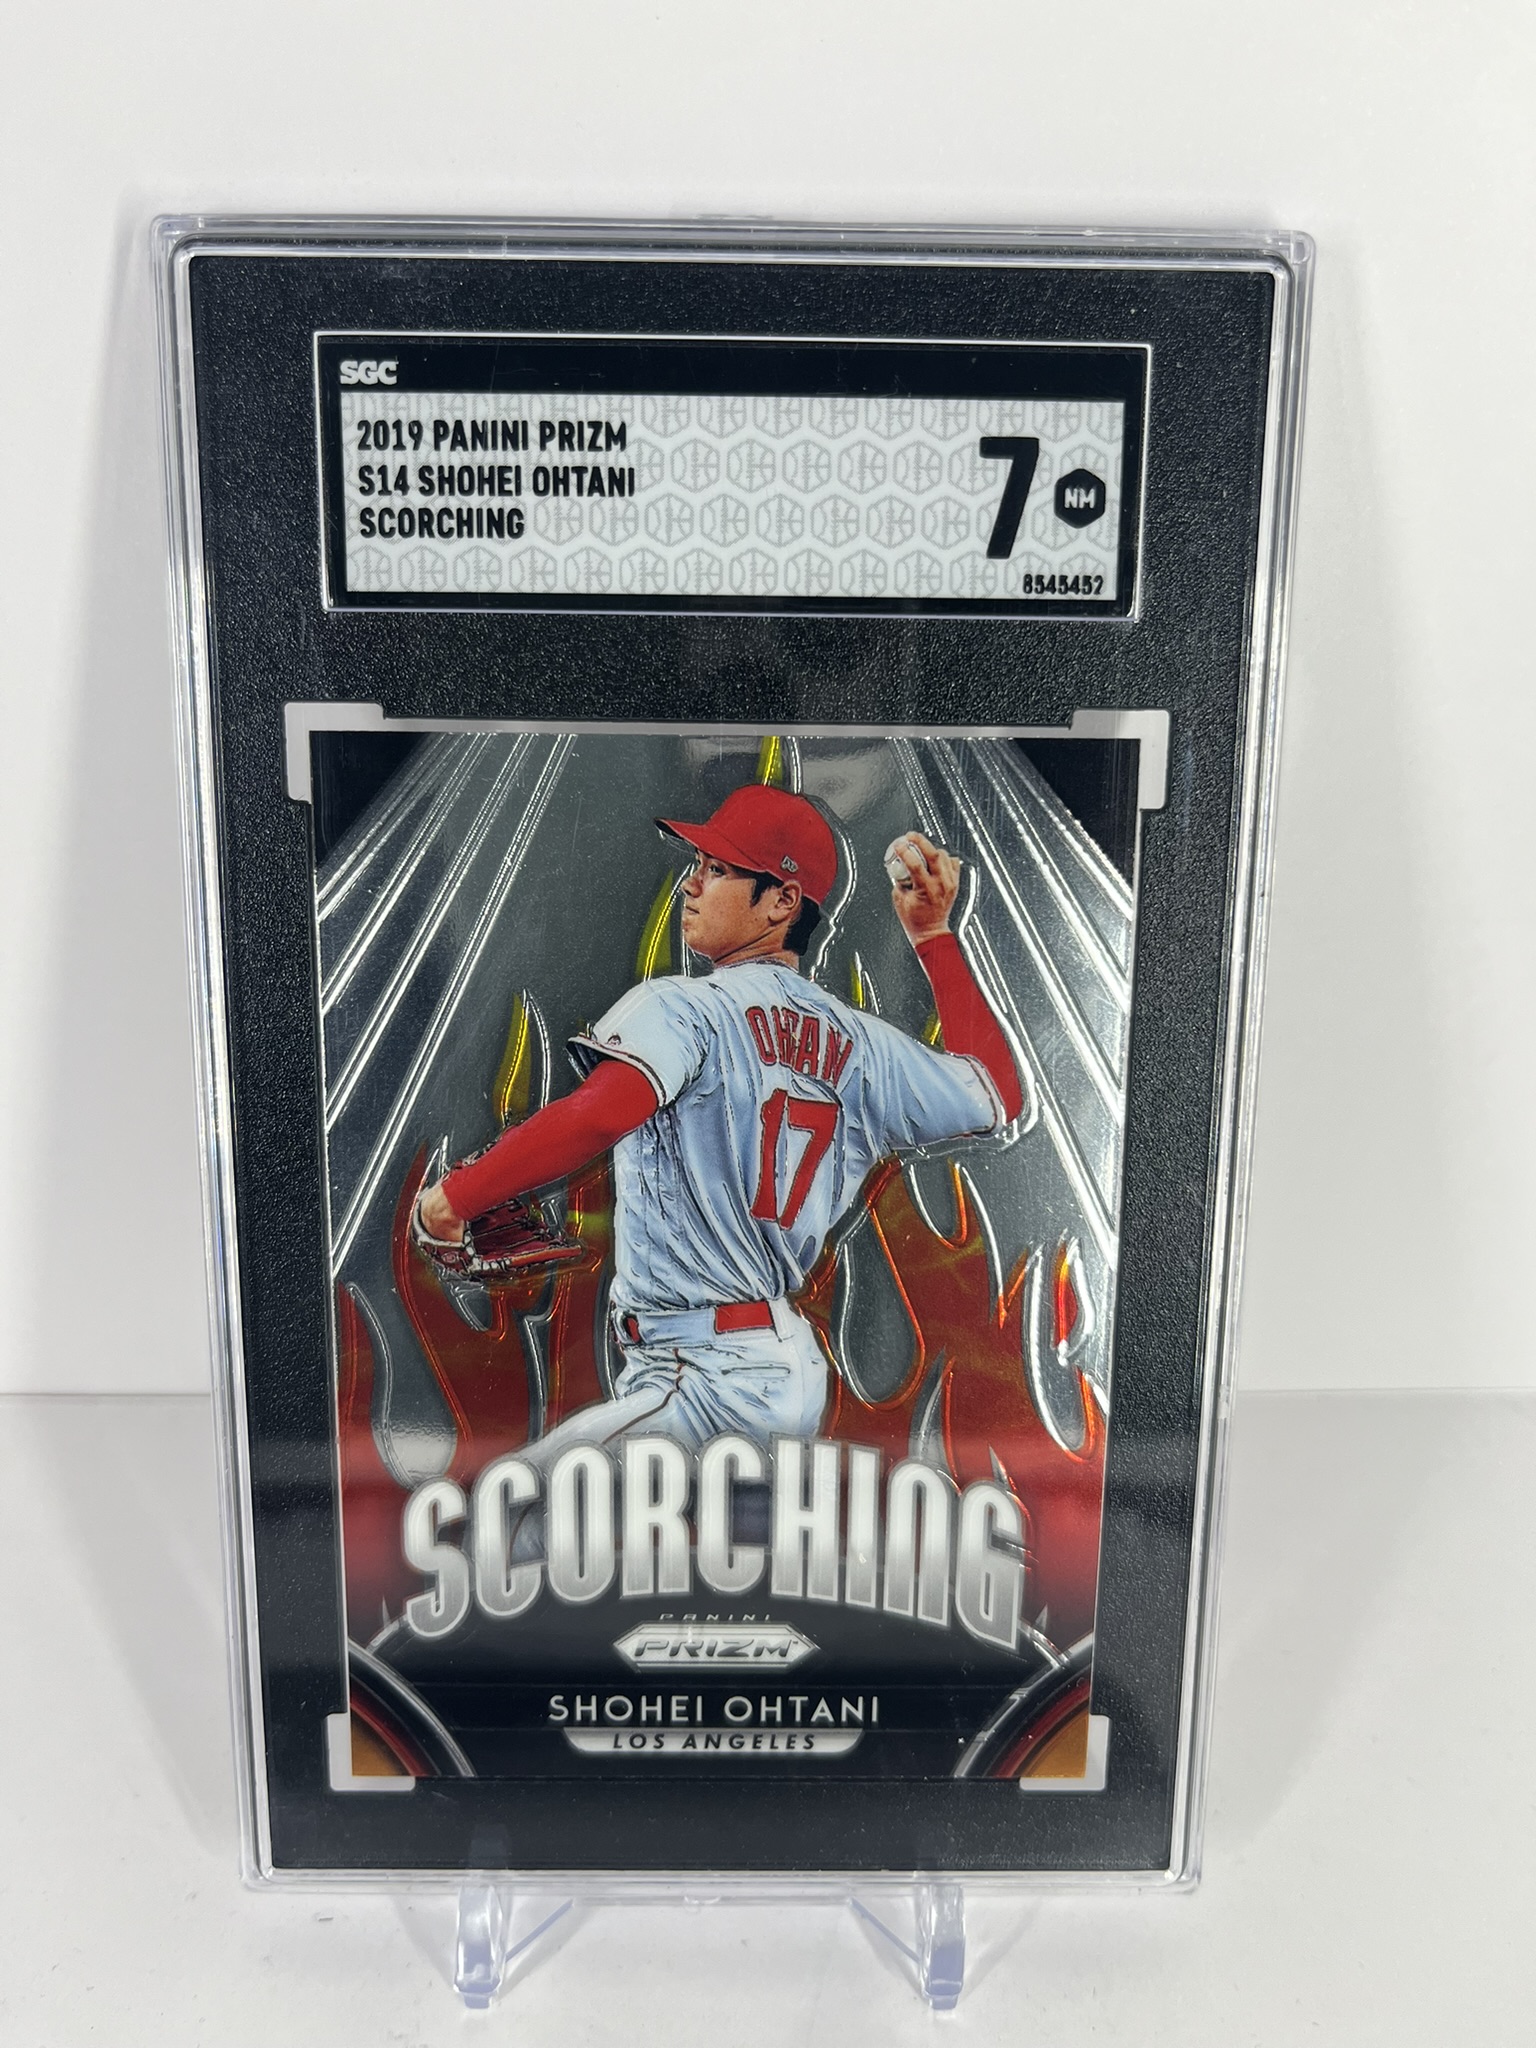 SGC
2019 PANINI PRIZM
S14 SHOHEI OHTANI
SCORCHING
7
NM
8545452
OHTAN
17
SCORCHING
PANINI
PRIZM
SHOHEI OHTANI
LOS ANGELES